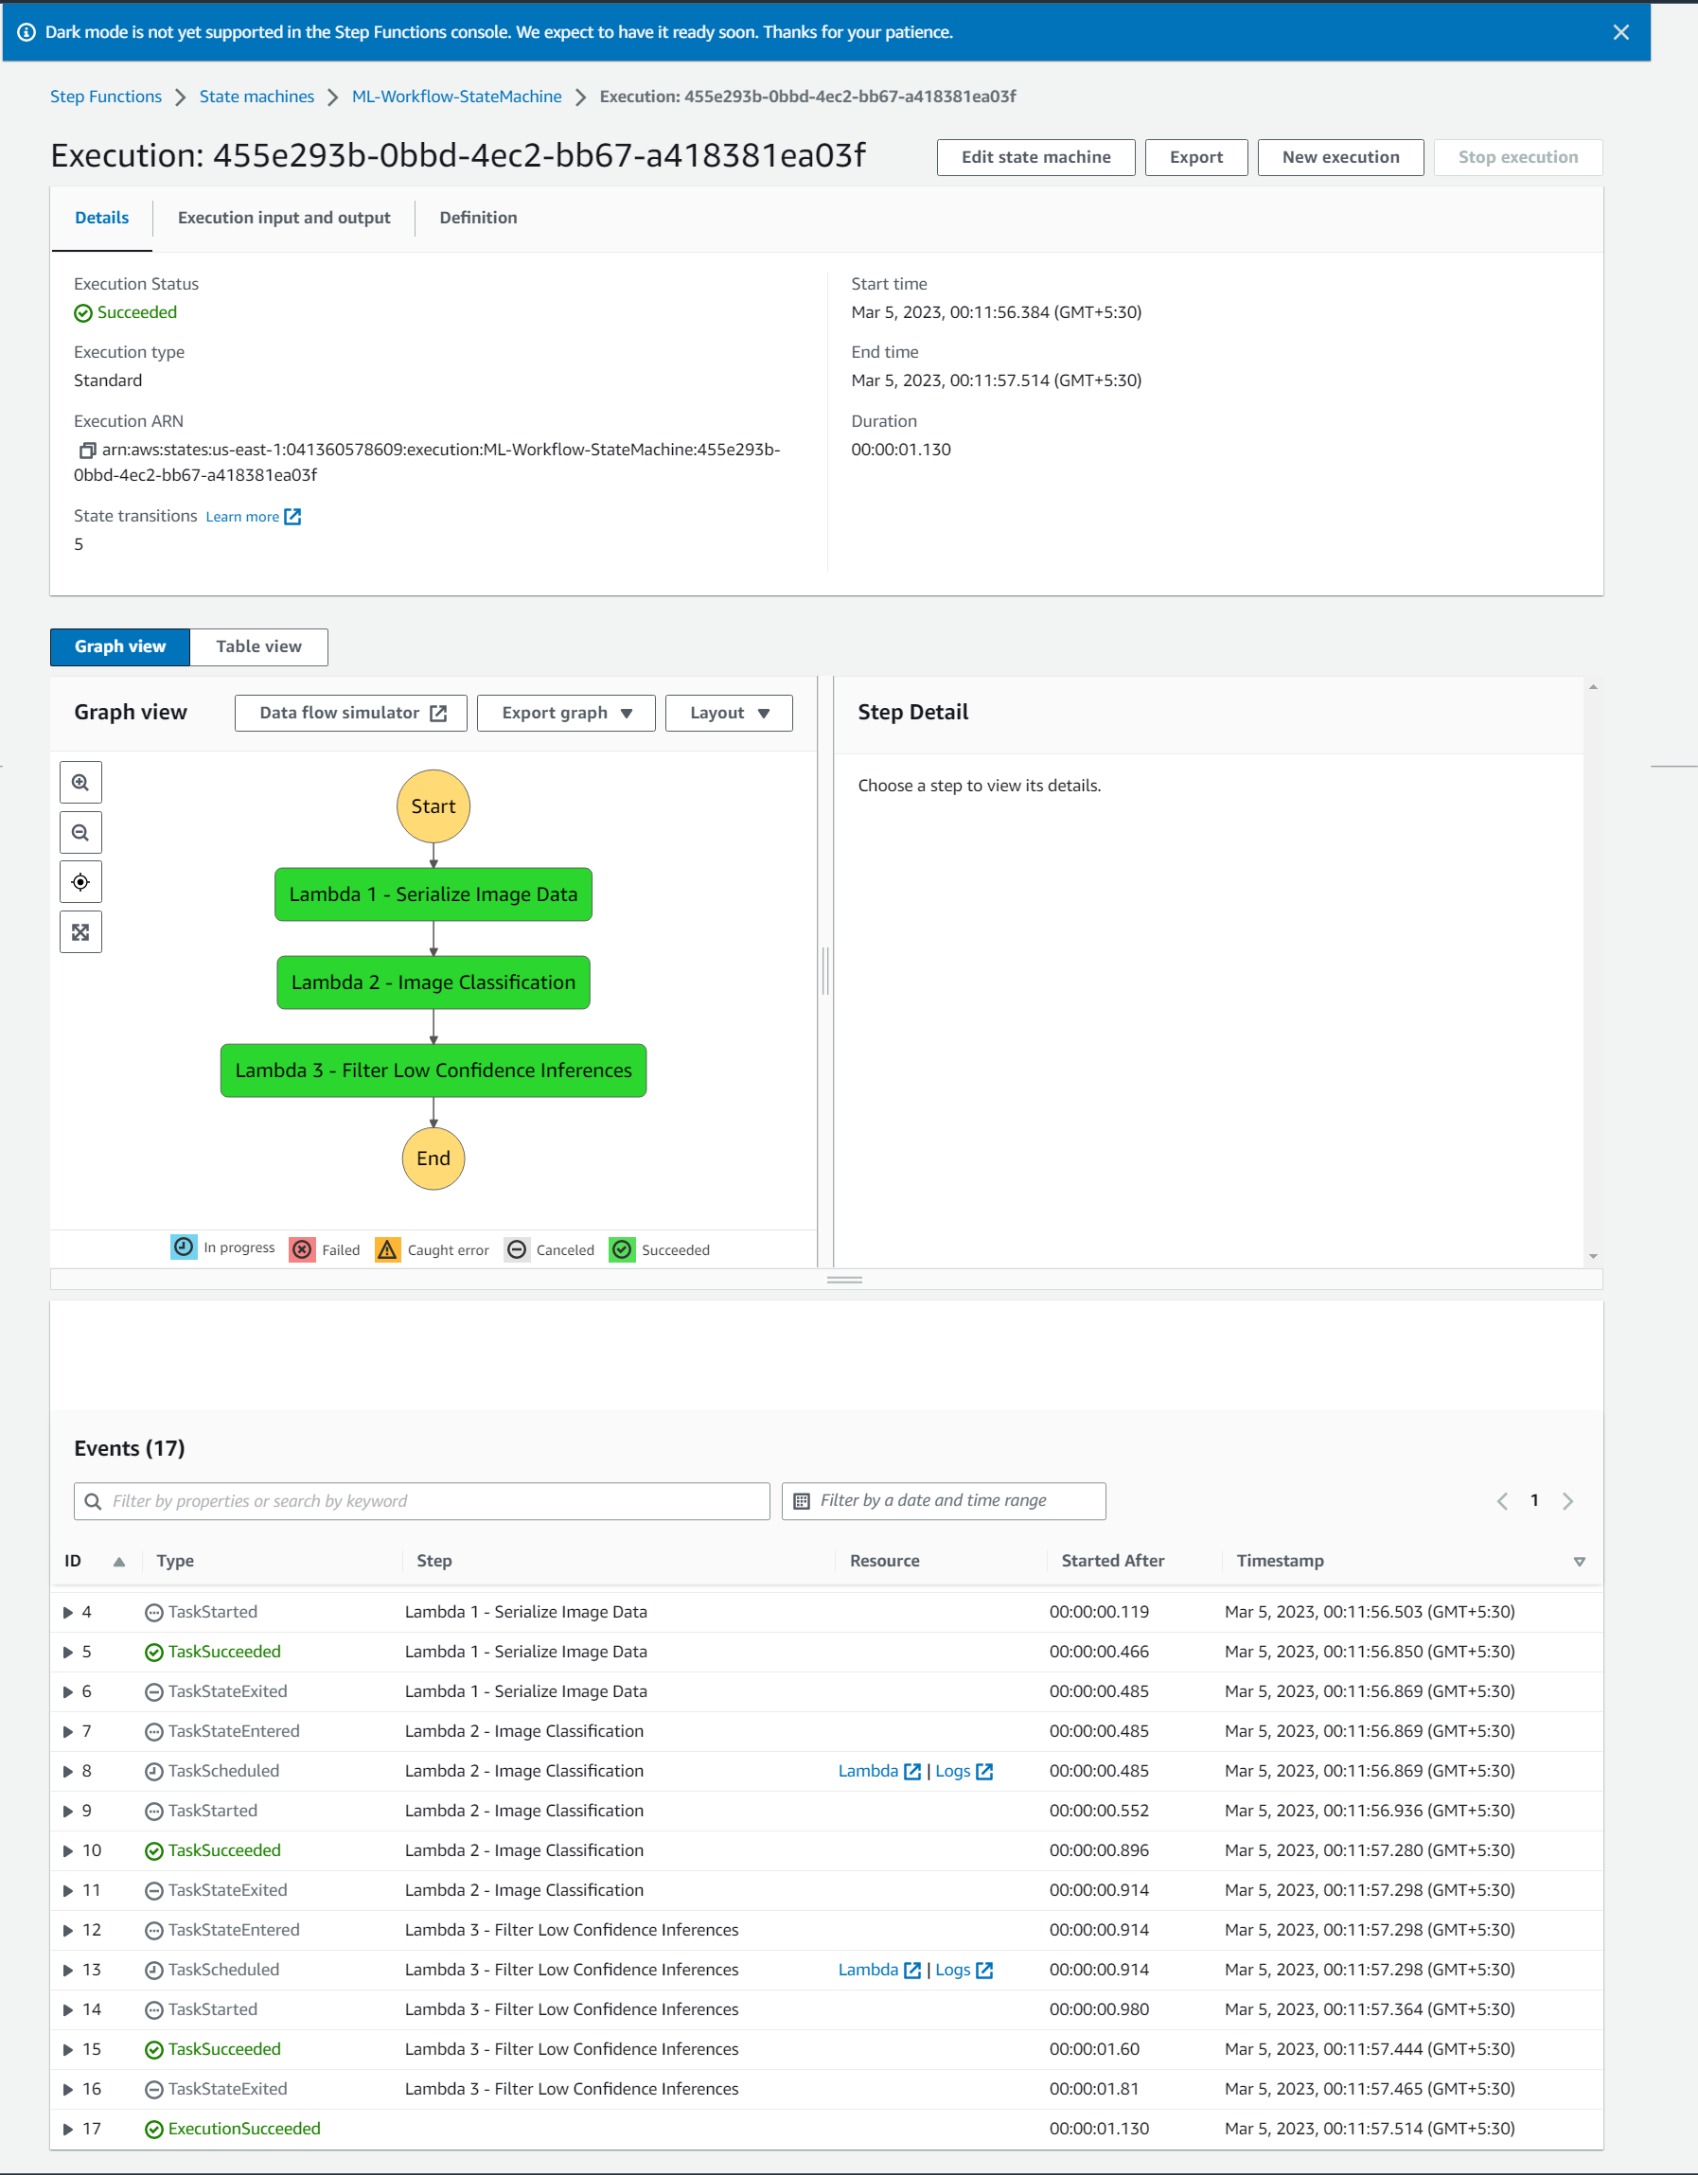 Dark mode is not yet supported in the Step Functions console. We expect to have it ready soon. Thanks for your patience.
Step Functions > State machines > ML-Workflow-StateMachine > Execution: 455e293b-0bbd-4ec2-bb67-a418381ea03f
Execution: 455e293b-0bbd-4ec2-bb67-a418381ea03f
Edit state machine Export New execution Stop execution
Details Execution input and output Definition
Execution Status
Succeeded
Execution type
Standard
Execution ARN
arn:aws:states:us-east-1:041360578609:execution:ML-Workflow-StateMachine:455e293b-
0bbd-4ec2-bb67-a418381ea03f
State transitions Learn more
5
Start time
Mar 5, 2023, 00:11:56.384 (GMT+5:30)
End time
Mar 5, 2023, 00:11:57.514 (GMT+5:30)
Duration
00:00:01.130
Graph view Table view
Graph view Data flow simulator Export graph Layout
Start
Lambda 1 - Serialize Image Data
Lambda 2 - Image Classification
Lambda 3 - Filter Low Confidence Inferences
End
In progress Failed Caught error Canceled Succeeded
Step Detail
Choose a step to view its details.
Events (17)
Filter by properties or search by keyword Filter by a date and time range 1
ID Type Step Resource Started After Timestamp
4 TaskStarted Lambda 1 - Serialize Image Data 00:00:00.119 Mar 5, 2023, 00:11:56.503 (GMT+5:30)
5 TaskSucceeded Lambda 1 - Serialize Image Data 00:00:00.466 Mar 5, 2023, 00:11:56.850 (GMT+5:30)
6 TaskStateExited Lambda 1 - Serialize Image Data 00:00:00.485 Mar 5, 2023, 00:11:56.869 (GMT+5:30)
7 TaskStateEntered Lambda 2 - Image Classification 00:00:00.485 Mar 5, 2023, 00:11:56.869 (GMT+5:30)
8 TaskScheduled Lambda 2 - Image Classification Lambda | Logs 00:00:00.485 Mar 5, 2023, 00:11:56.869 (GMT+5:30)
9 TaskStarted Lambda 2 - Image Classification 00:00:00.552 Mar 5, 2023, 00:11:56.936 (GMT+5:30)
10 TaskSucceeded Lambda 2 - Image Classification 00:00:00.896 Mar 5, 2023, 00:11:57.280 (GMT+5:30)
11 TaskStateExited Lambda 2 - Image Classification 00:00:00.914 Mar 5, 2023, 00:11:57.298 (GMT+5:30)
12 TaskStateEntered Lambda 3 - Filter Low Confidence Inferences 00:00:00.914 Mar 5, 2023, 00:11:57.298 (GMT+5:30)
13 TaskScheduled Lambda 3 - Filter Low Confidence Inferences Lambda | Logs 00:00:00.914 Mar 5, 2023, 00:11:57.298 (GMT+5:30)
14 TaskStarted Lambda 3 - Filter Low Confidence Inferences 00:00:00.980 Mar 5, 2023, 00:11:57.364 (GMT+5:30)
15 TaskSucceeded Lambda 3 - Filter Low Confidence Inferences 00:00:01.60 Mar 5, 2023, 00:11:57.444 (GMT+5:30)
16 TaskStateExited Lambda 3 - Filter Low Confidence Inferences 00:00:01.81 Mar 5, 2023, 00:11:57.465 (GMT+5:30)
17 ExecutionSucceeded 00:00:01.130 Mar 5, 2023, 00:11:57.514 (GMT+5:30)